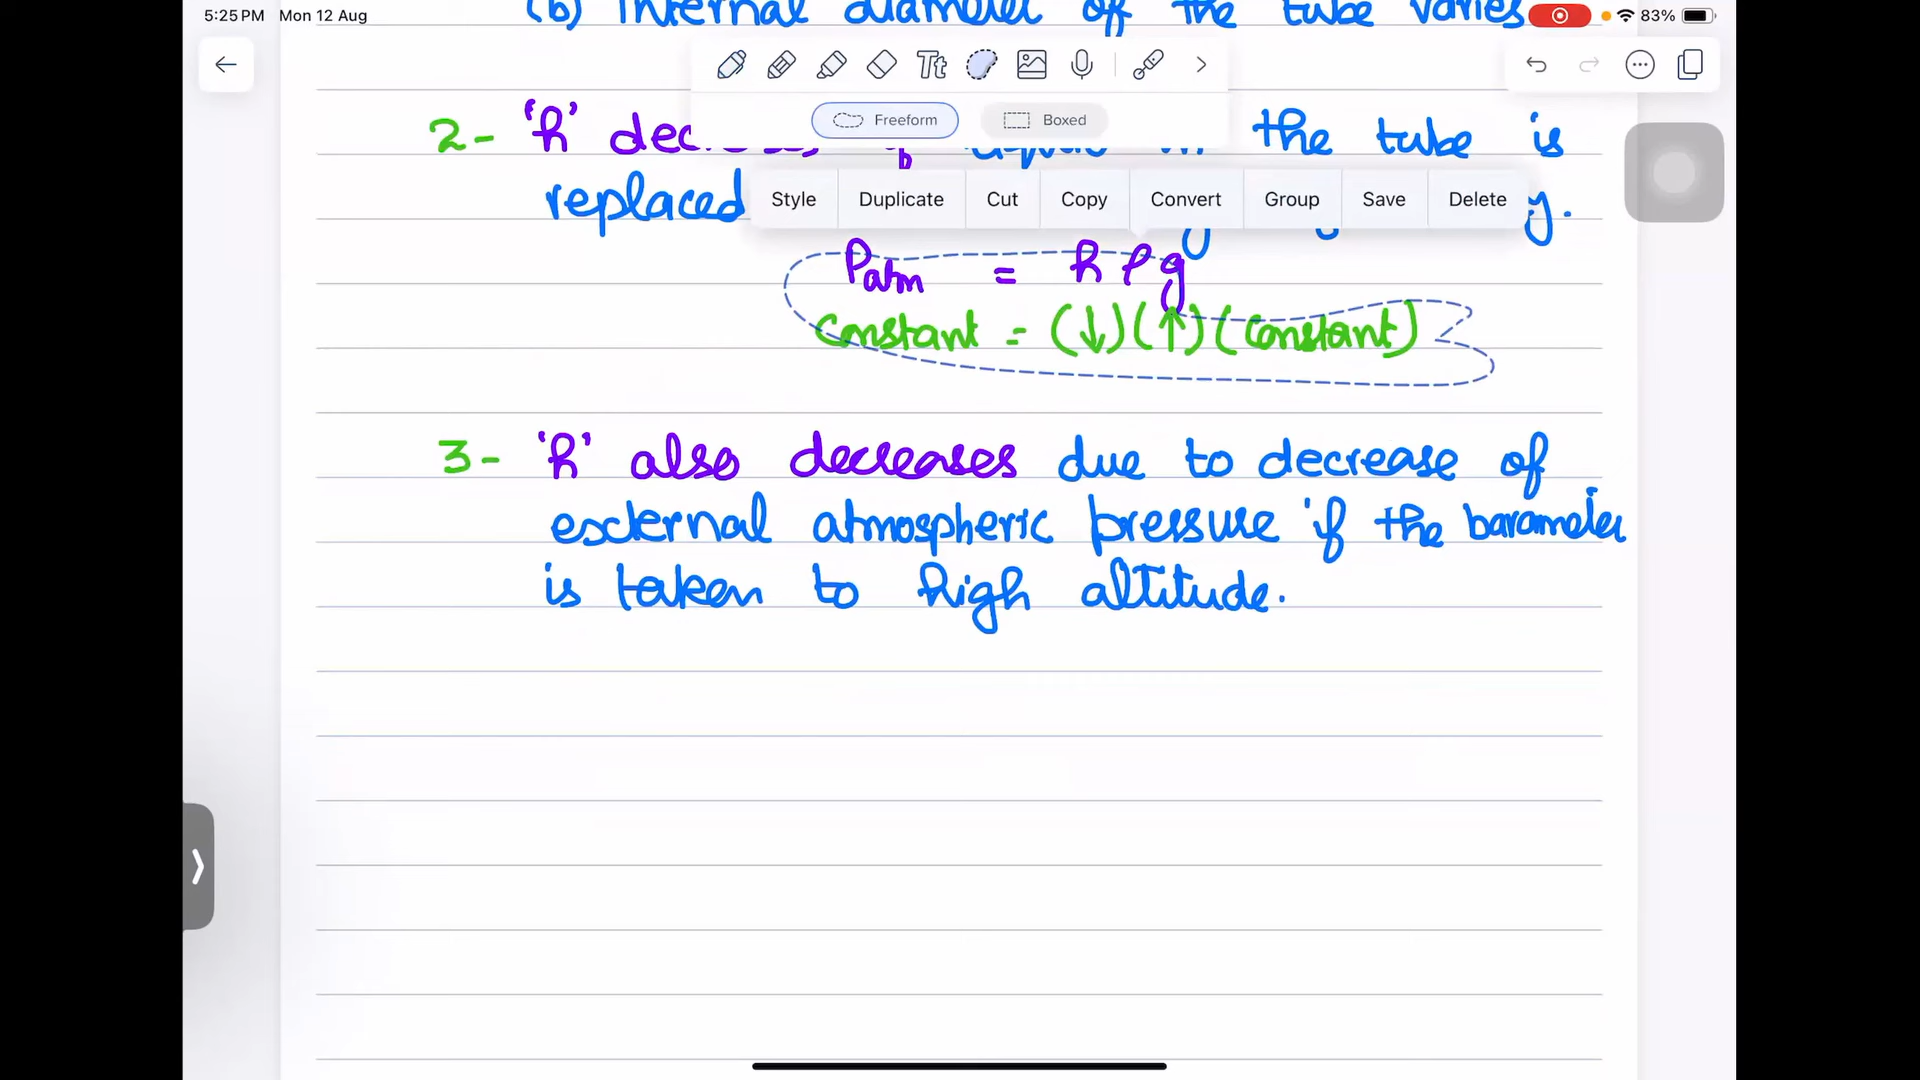 5:25 PM Mon 12 Aug
83%
(b) Internal diameter of the tube varies
Tt
Freeform Boxed
2- 'h' the tube is
replaced
Style Duplicate Cut Copy Convert Group Save Delete
Patm = hρg
Constant = (↓)(↑)(Constant)
3- 'h' also decreases due to decrease of
external atmospheric pressure if the barometer
is taken to high altitude.